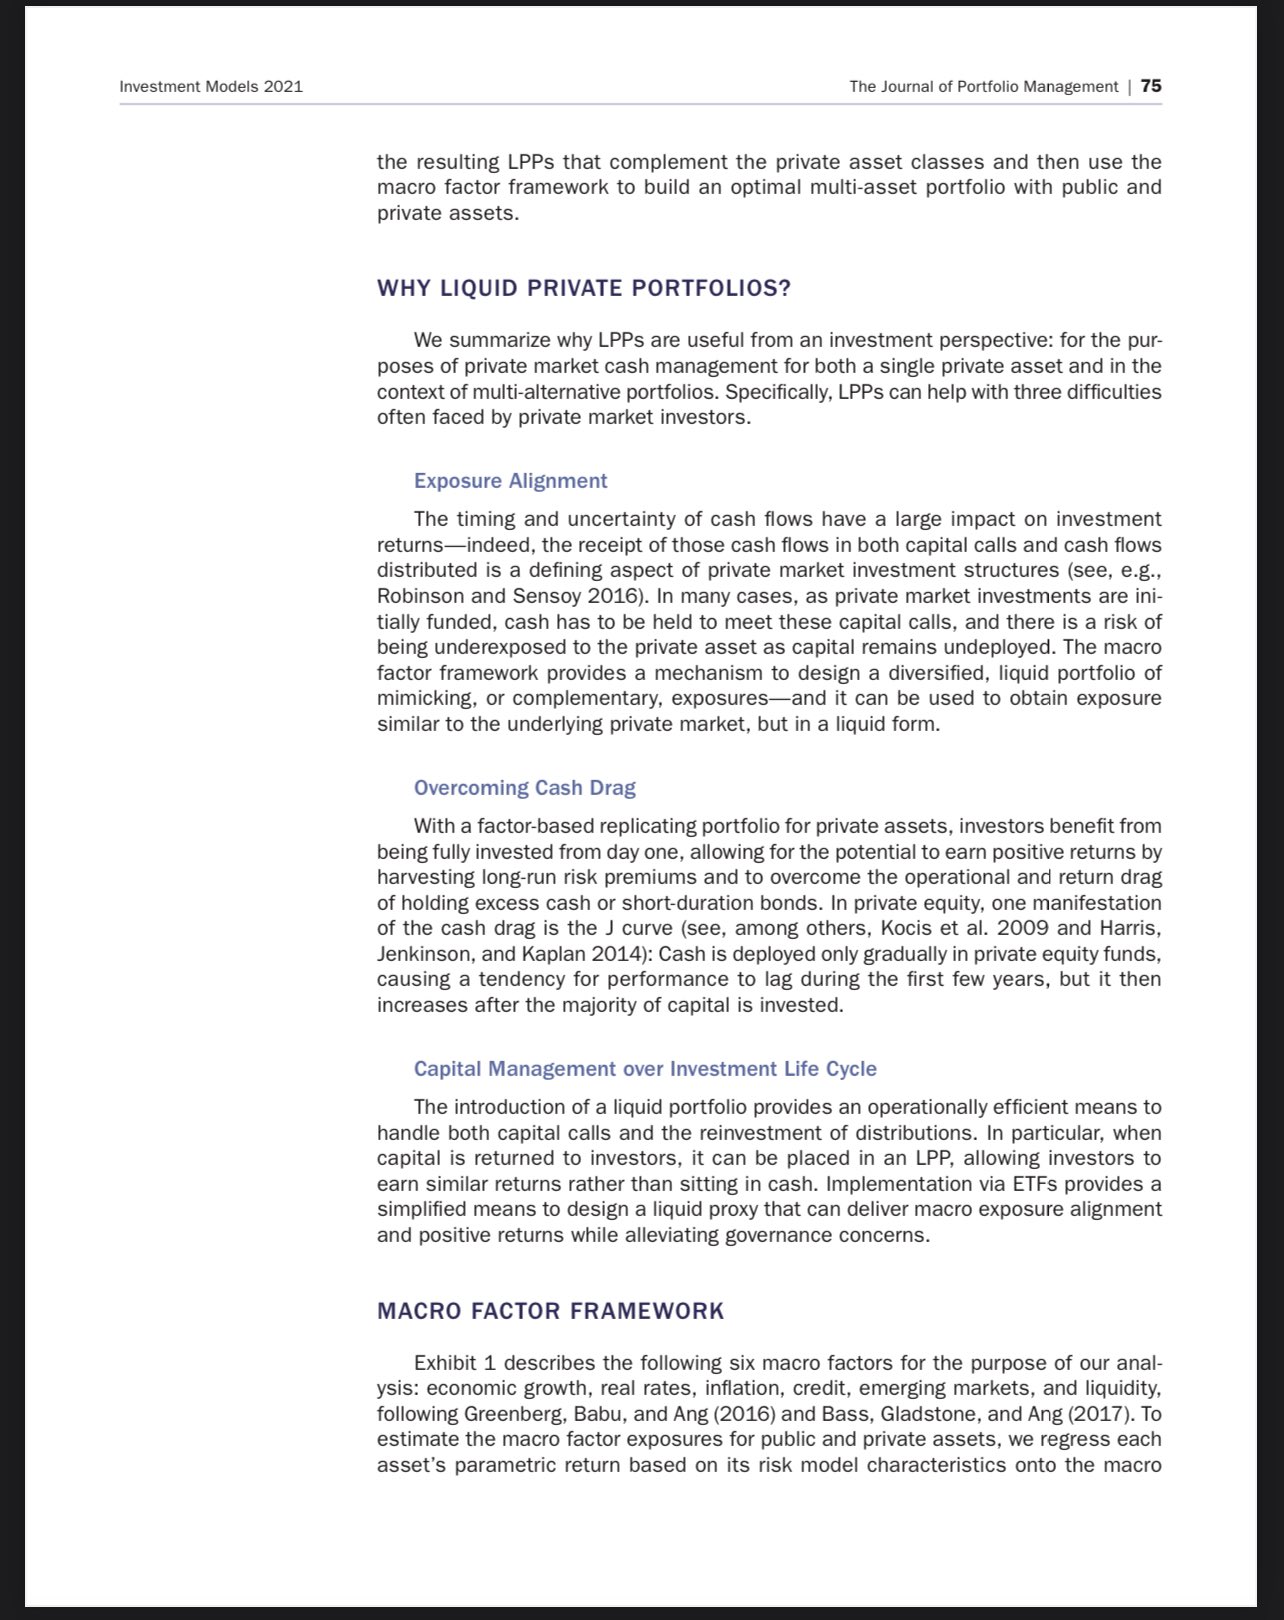 Investment Models 2021
The Journal of Portfolio Management | 75
the resulting LPPs that complement the private asset classes and then use the
macro factor framework to build an optimal multi-asset portfolio with public and
private assets.
WHY LIQUID PRIVATE PORTFOLIOS?
We summarize why LPPs are useful from an investment perspective: for the pur-
poses of private market cash management for both a single private asset and in the
context of multi-alternative portfolios. Specifically, LPPs can help with three difficulties
often faced by private market investors.
Exposure Alignment
The timing and uncertainty of cash flows have a large impact on investment
returns—indeed, the receipt of those cash flows in both capital calls and cash flows
distributed is a defining aspect of private market investment structures (see, e.g.,
Robinson and Sensoy 2016). In many cases, as private market investments are ini-
tially funded, cash has to be held to meet these capital calls, and there is a risk of
being underexposed to the private asset as capital remains undeployed. The macro
factor framework provides a mechanism to design a diversified, liquid portfolio of
mimicking, or complementary, exposures—and it can be used to obtain exposure
similar to the underlying private market, but in a liquid form.
Overcoming Cash Drag
With a factor-based replicating portfolio for private assets, investors benefit from
being fully invested from day one, allowing for the potential to earn positive returns by
harvesting long-run risk premiums and to overcome the operational and return drag
of holding excess cash or short-duration bonds. In private equity, one manifestation
of the cash drag is the J curve (see, among others, Kocis et al. 2009 and Harris,
Jenkinson, and Kaplan 2014): Cash is deployed only gradually in private equity funds,
causing a tendency for performance to lag during the first few years, but it then
increases after the majority of capital is invested.
Capital Management over Investment Life Cycle
The introduction of a liquid portfolio provides an operationally efficient means to
handle both capital calls and the reinvestment of distributions. In particular, when
capital is returned to investors, it can be placed in an LPP, allowing investors to
earn similar returns rather than sitting in cash. Implementation via ETFs provides a
simplified means to design a liquid proxy that can deliver macro exposure alignment
and positive returns while alleviating governance concerns.
MACRO FACTOR FRAMEWORK
Exhibit 1 describes the following six macro factors for the purpose of our anal-
ysis: economic growth, real rates, inflation, credit, emerging markets, and liquidity,
following Greenberg, Babu, and Ang (2016) and Bass, Gladstone, and Ang (2017). To
estimate the macro factor exposures for public and private assets, we regress each
asset's parametric return based on its risk model characteristics onto the macro